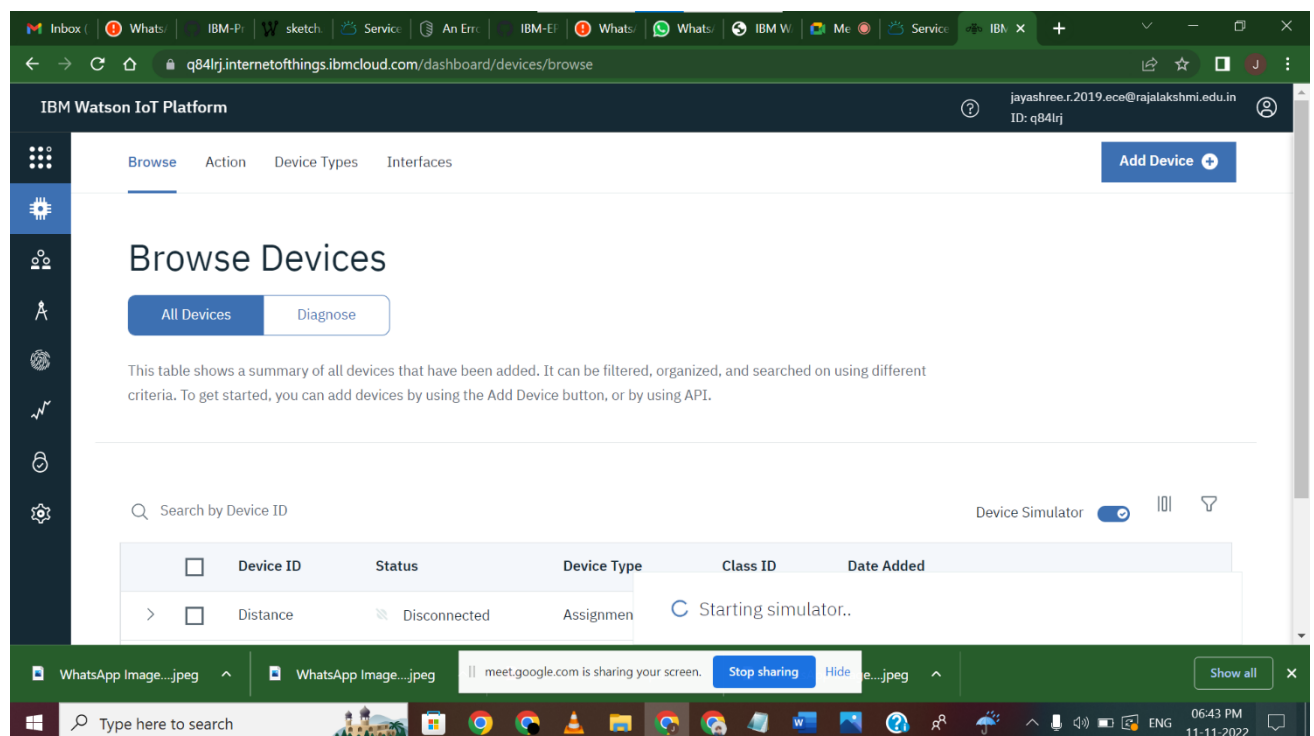 Inbox ( Whats/ IBM-Pr sketch. Service An Erro IBM-EF Whats/ Whats/ IBM W Me Service IBN
q84lrj.internetofthings.ibmcloud.com/dashboard/devices/browse J
IBM Watson IoT Platform jayashree.r.2019.ece@rajalakshmi.edu.in
ID: q84lrj
Browse Action Device Types Interfaces Add Device
Browse Devices
All Devices Diagnose
This table shows a summary of all devices that have been added. It can be filtered, organized, and searched on using different
criteria. To get started, you can add devices by using the Add Device button, or by using API.
Search by Device ID Device Simulator
Device ID Status Device Type Class ID Date Added
Distance Disconnected Assignmen Starting simulator..
WhatsApp Image....jpeg WhatsApp Image....jpeg meet.google.com is sharing your screen. Stop sharing Hide e....jpeg Show all
Type here to search ENG 06:43 PM
11-11-2022